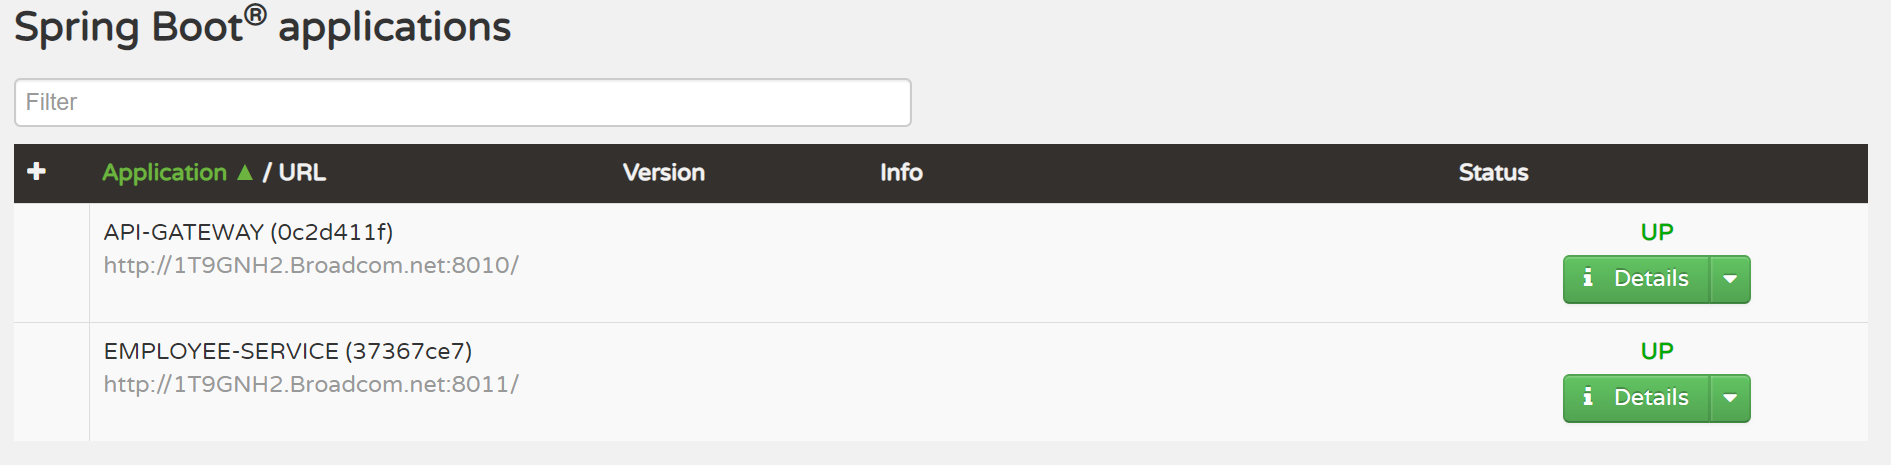 Spring Boot® applications
Filter
Application ▲ / URL Version Info Status
API-GATEWAY (0c2d411f) UP
http://1T9GNH2.Broadcom.net:8010/ Details
EMPLOYEE-SERVICE (37367ce7) UP
http://1T9GNH2.Broadcom.net:8011/ Details